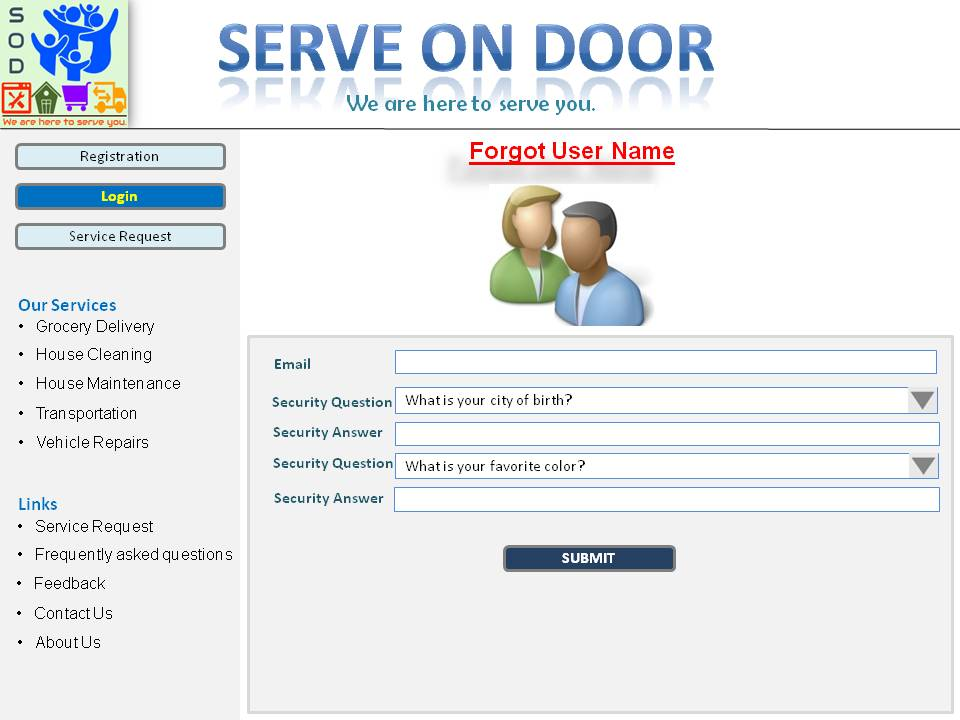 SOD
We are here to serve you.
SERVE ON DOOR
We are here to serve you.
Registration
Login
Service Request
Our Services
• Grocery Delivery
• House Cleaning
• House Maintenance
• Transportation
• Vehicle Repairs
Links
• Service Request
• Frequently asked questions
• Feedback
• Contact Us
• About Us
Forgot User Name
Email
Security Question What is your city of birth?
Security Answer
Security Question What is your favorite color?
Security Answer
SUBMIT